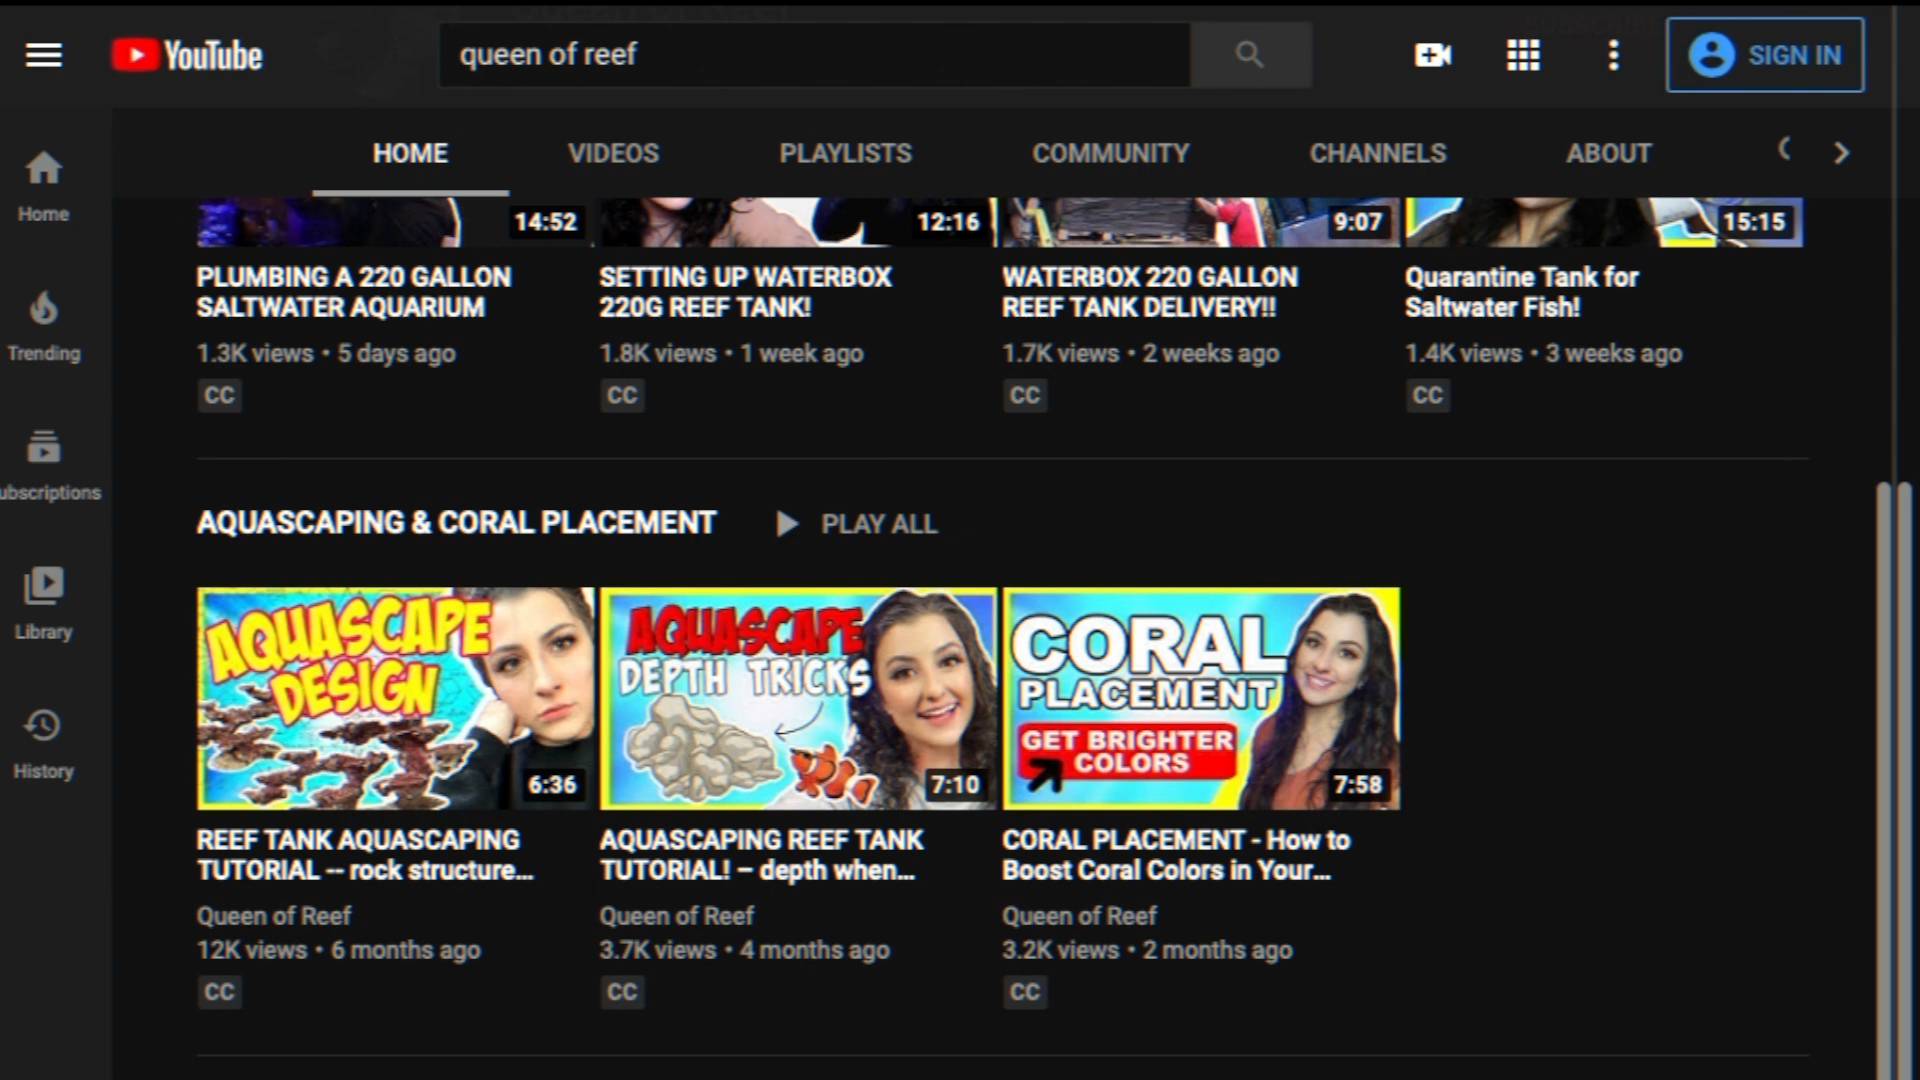 YouTube
queen of reef
SIGN IN
HOME
VIDEOS
PLAYLISTS
COMMUNITY
CHANNELS
ABOUT
Home
Trending
ubscriptions
Library
History
14:52
12:16
9:07
15:15
PLUMBING A 220 GALLON
SALTWATER AQUARIUM
1.3K views • 5 days ago
CC
SETTING UP WATERBOX
220G REEF TANK!
1.8K views • 1 week ago
CC
WATERBOX 220 GALLON
REEF TANK DELIVERY!!
1.7K views • 2 weeks ago
CC
Quarantine Tank for
Saltwater Fish!
1.4K views • 3 weeks ago
CC
AQUASCAPING & CORAL PLACEMENT
PLAY ALL
AQUASCAPE
DESIGN
6:36
AQUASCAPE
DEPTH TRICKS
7:10
CORAL
PLACEMENT
GET BRIGHTER
COLORS
7:58
REEF TANK AQUASCAPING
TUTORIAL -- rock structure...
Queen of Reef
12K views • 6 months ago
CC
AQUASCAPING REEF TANK
TUTORIAL! – depth when...
Queen of Reef
3.7K views • 4 months ago
CC
CORAL PLACEMENT - How to
Boost Coral Colors in Your...
Queen of Reef
3.2K views • 2 months ago
CC